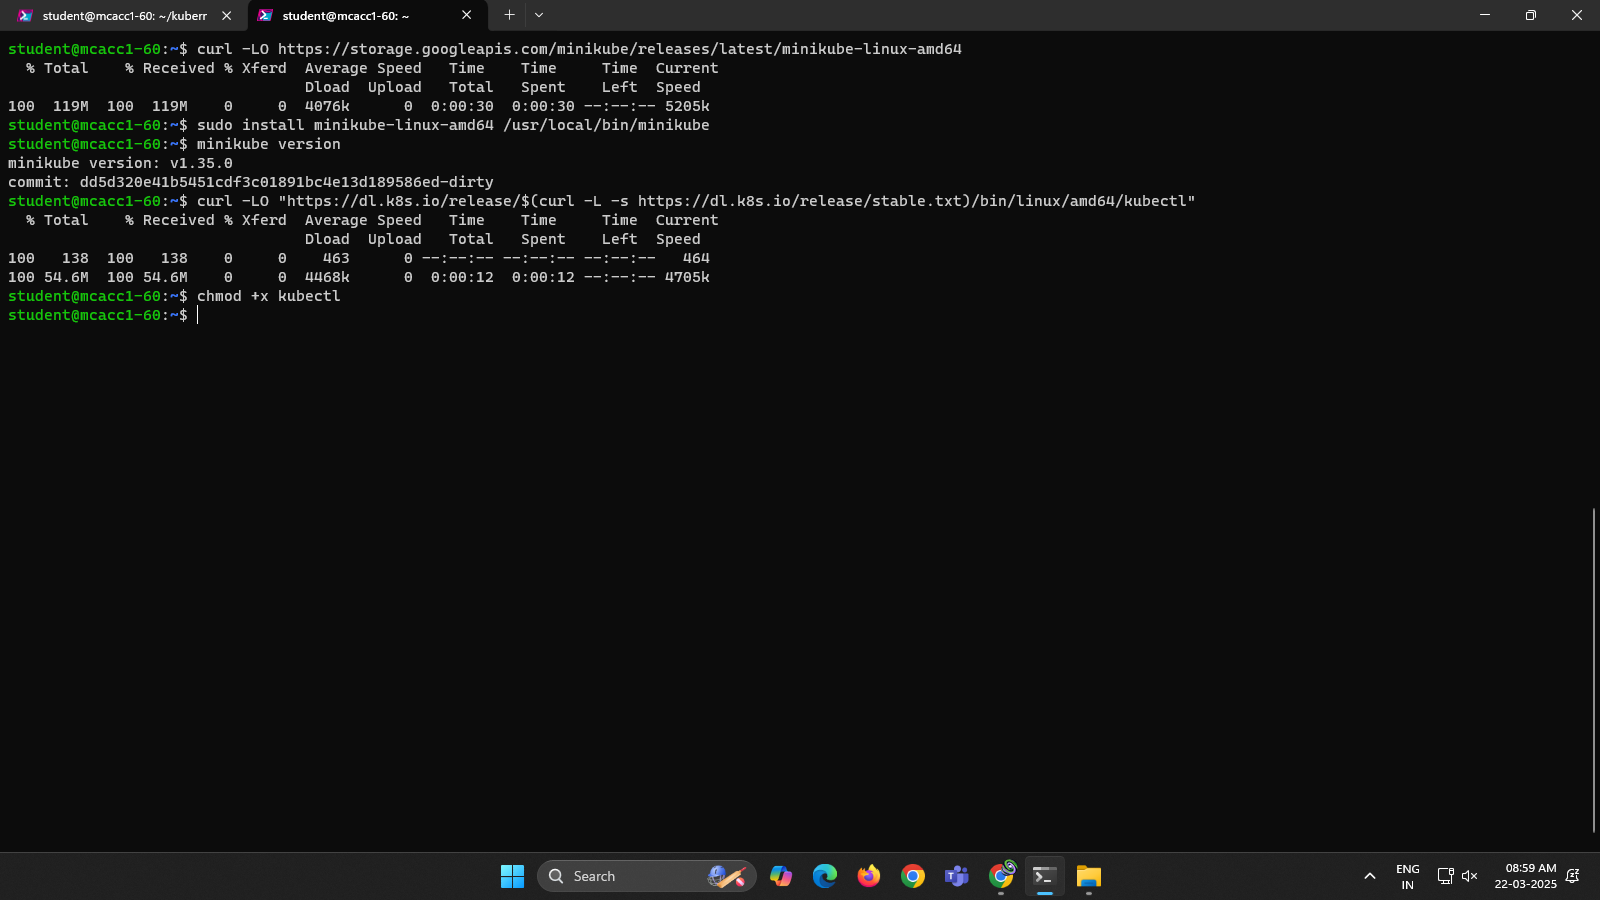 student@mcacc1-60: ~/kuberr
student@mcacc1-60: ~
student@mcacc1-60:~$ curl -LO https://storage.googleapis.com/minikube/releases/latest/minikube-linux-amd64
  % Total    % Received % Xferd  Average Speed   Time    Time     Time  Current
                                 Dload  Upload   Total   Spent    Left  Speed
100  119M  100  119M    0     0  4076k      0  0:00:30  0:00:30 --:--:-- 5205k
student@mcacc1-60:~$ sudo install minikube-linux-amd64 /usr/local/bin/minikube
student@mcacc1-60:~$ minikube version
minikube version: v1.35.0
commit: dd5d320e41b5451cdf3c01891bc4e13d189586ed-dirty
student@mcacc1-60:~$ curl -LO "https://dl.k8s.io/release/$(curl -L -s https://dl.k8s.io/release/stable.txt)/bin/linux/amd64/kubectl"
  % Total    % Received % Xferd  Average Speed   Time    Time     Time  Current
                                 Dload  Upload   Total   Spent    Left  Speed
100   138  100   138    0     0    463      0 --:--:-- --:--:-- --:--:--   464
100 54.6M  100 54.6M    0     0  4468k      0  0:00:12  0:00:12 --:--:-- 4705k
student@mcacc1-60:~$ chmod +x kubectl
student@mcacc1-60:~$
Search
ENG
IN
08:59 AM
22-03-2025